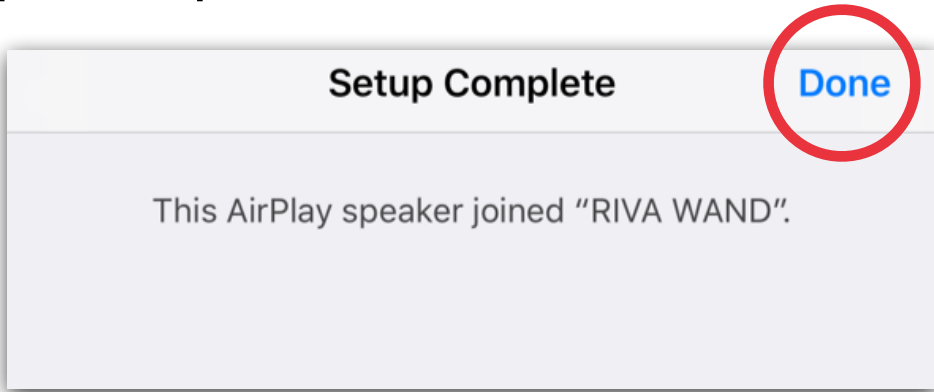 Setup Complete
Done
This AirPlay speaker joined “RIVA WAND”.